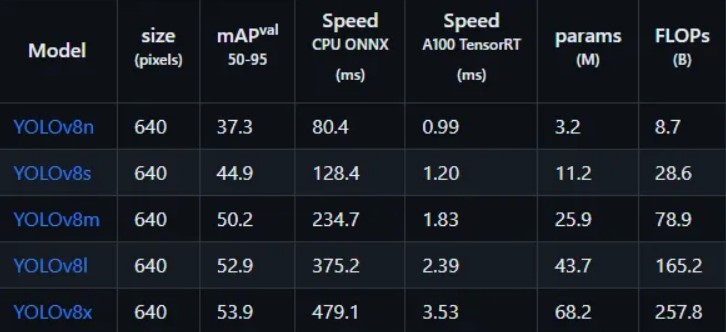 Model size (pixels) mAPval 50-95 Speed CPU ONNX (ms) Speed A100 TensorRT (ms) params (M) FLOPs (B)
YOLOv8n 640 37.3 80.4 0.99 3.2 8.7
YOLOv8s 640 44.9 128.4 1.20 11.2 28.6
YOLOv8m 640 50.2 234.7 1.83 25.9 78.9
YOLOv8l 640 52.9 375.2 2.39 43.7 165.2
YOLOv8x 640 53.9 479.1 3.53 68.2 257.8